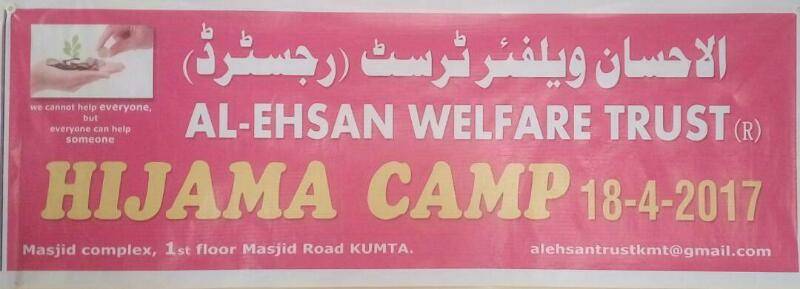 الاحسان ویلفئر ٹرسٹ (رجسٹرڈ)
we cannot help everyone,
but
everyone can help
someone
AL-EHSAN WELFARE TRUST (R)
HIJAMA CAMP 18-4-2017
Masjid complex, 1st floor Masjid Road KUMTA.
alehsantrustkmt@gmail.com